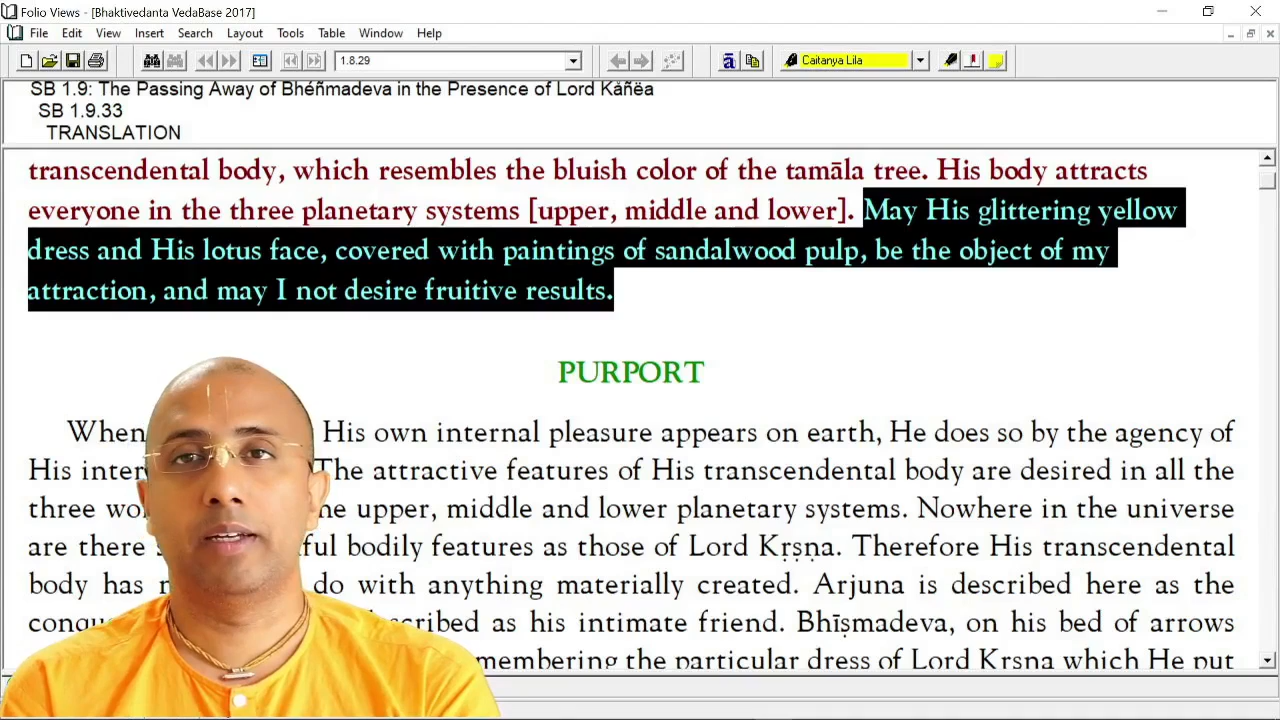 Folio Views - [Bhaktivedanta VedaBase 2017]
File Edit View Insert Search Layout Tools Table Window Help
1.8.29
Caitanya Lila
SB 1.9: The Passing Away of Bhéñmadeva in the Presence of Lord Kåñëa
SB 1.9.33
TRANSLATION
transcendental body, which resembles the bluish color of the tamāla tree. His body attracts
everyone in the three planetary systems [upper, middle and lower]. May His glittering yellow
dress and His lotus face, covered with paintings of sandalwood pulp, be the object of my
attraction, and may I not desire fruitive results.
PURPORT
When His own internal pleasure appears on earth, He does so by the agency of
His The attractive features of His transcendental body are desired in all the
three upper, middle and lower planetary systems. Nowhere in the universe
are there bodily features as those of Lord Kṛṣṇa. Therefore His transcendental
body has do with anything materially created. Arjuna is described here as the
as his intimate friend. Bhīṣmadeva, on his bed of arrows
the particular dress of Lord Kṛṣṇa which He put